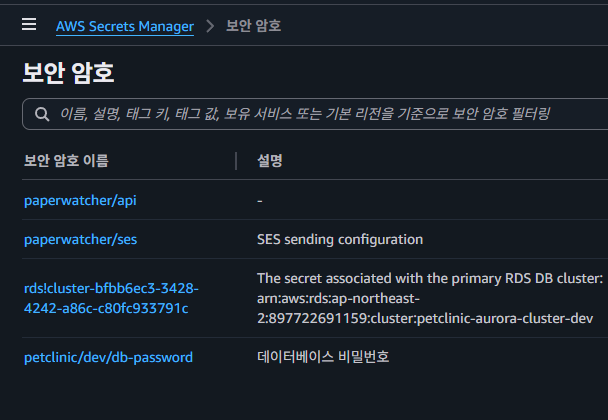 AWS Secrets Manager > 보안 암호
보안 암호
이름, 설명, 태그 키, 태그 값, 보유 서비스 또는 기본 리전을 기준으로 보안 암호 필터링
보안 암호 이름 설명
paperwatcher/api -
paperwatcher/ses SES sending configuration
rds!cluster-bfbb6ec3-3428-
4242-a86c-c80fc933791c
The secret associated with the primary RDS DB cluster:
arn:aws:rds:ap-northeast-
2:897722691159:cluster:petclinic-aurora-cluster-dev
petclinic/dev/db-password 데이터베이스 비밀번호